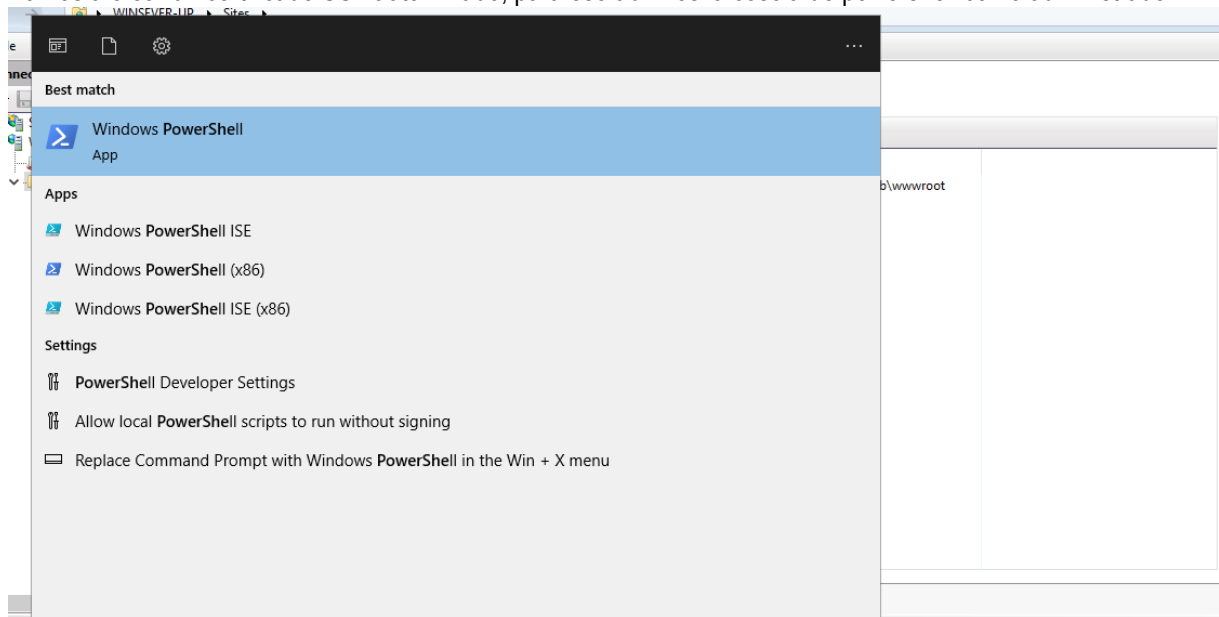 WINSEVER-UP Sites
...
Best match
Windows PowerShell
App
Apps
b\wwwroot
Windows PowerShell ISE
Windows PowerShell (x86)
Windows PowerShell ISE (x86)
Settings
PowerShell Developer Settings
Allow local PowerShell scripts to run without signing
Replace Command Prompt with Windows PowerShell in the Win + X menu